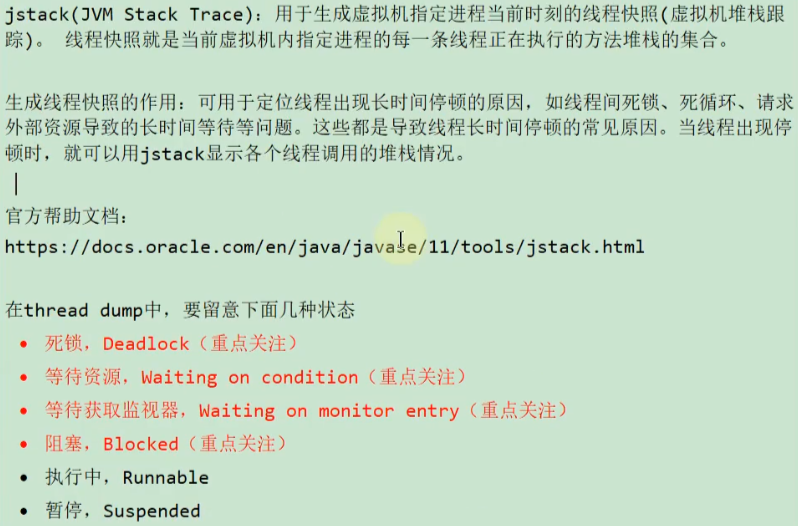 jstack(JVM Stack Trace)：用于生成虚拟机指定进程当前时刻的线程快照(虚拟机堆栈跟
踪)。 线程快照就是当前虚拟机内指定进程的每一条线程正在执行的方法堆栈的集合。
生成线程快照的作用：可用于定位线程出现长时间停顿的原因，如线程间死锁、死循环、请求
外部资源导致的长时间等待等问题。这些都是导致线程长时间停顿的常见原因。当线程出现停
顿时，就可以用jstack显示各个线程调用的堆栈情况。
官方帮助文档：
https://docs.oracle.com/en/java/javase/11/tools/jstack.html
在thread dump中，要留意下面几种状态
• 死锁，Deadlock（重点关注）
• 等待资源，Waiting on condition（重点关注）
• 等待获取监视器，Waiting on monitor entry（重点关注）
• 阻塞，Blocked（重点关注）
• 执行中，Runnable
• 暂停，Suspended